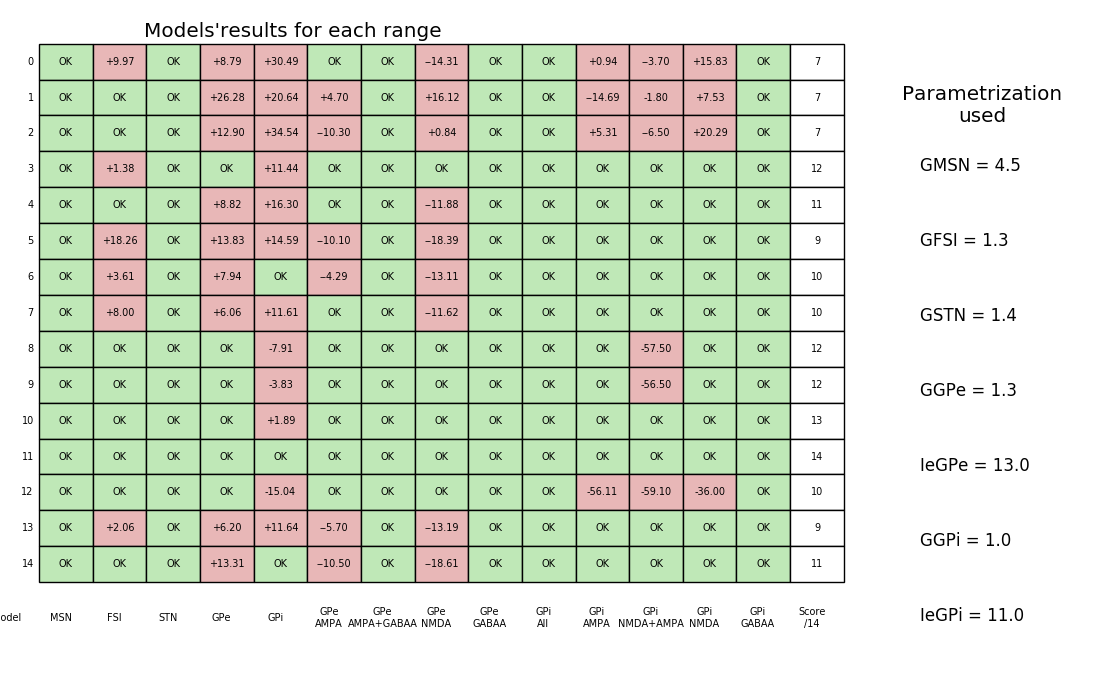 Models'results for each range
0 OK +9.97 OK +8.79 +30.49 OK OK −14.31 OK OK +0.94 −3.70 +15.83 OK 7
1 OK OK OK +26.28 +20.64 +4.70 OK +16.12 OK OK −14.69 -1.80 +7.53 OK 7
2 OK OK OK +12.90 +34.54 −10.30 OK +0.84 OK OK +5.31 −6.50 +20.29 OK 7
3 OK +1.38 OK OK +11.44 OK OK OK OK OK OK OK OK OK 12
4 OK OK OK +8.82 +16.30 OK OK −11.88 OK OK OK OK OK OK 11
5 OK +18.26 OK +13.83 +14.59 −10.10 OK −18.39 OK OK OK OK OK OK 9
6 OK +3.61 OK +7.94 OK −4.29 OK −13.11 OK OK OK OK OK OK 10
7 OK +8.00 OK +6.06 +11.61 OK OK −11.62 OK OK OK OK OK OK 10
8 OK OK OK OK -7.91 OK OK OK OK OK OK -57.50 OK OK 12
9 OK OK OK OK -3.83 OK OK OK OK OK OK -56.50 OK OK 12
10 OK OK OK OK +1.89 OK OK OK OK OK OK OK OK OK 13
11 OK OK OK OK OK OK OK OK OK OK OK OK OK OK 14
12 OK OK OK OK -15.04 OK OK OK OK OK -56.11 -59.10 -36.00 OK 10
13 OK +2.06 OK +6.20 +11.64 −5.70 OK −13.19 OK OK OK OK OK OK 9
14 OK OK OK +13.31 OK −10.50 OK −18.61 OK OK OK OK OK OK 11
odel MSN FSI STN GPe GPi GPe GPe GPe GPe GPi GPi GPi GPi GPi Score
AMPA AMPA+GABAA NMDA GABAA All AMPA NMDA+AMPA NMDA GABAA /14
Parametrization
used
GMSN = 4.5
GFSI = 1.3
GSTN = 1.4
GGPe = 1.3
IeGPe = 13.0
GGPi = 1.0
IeGPi = 11.0